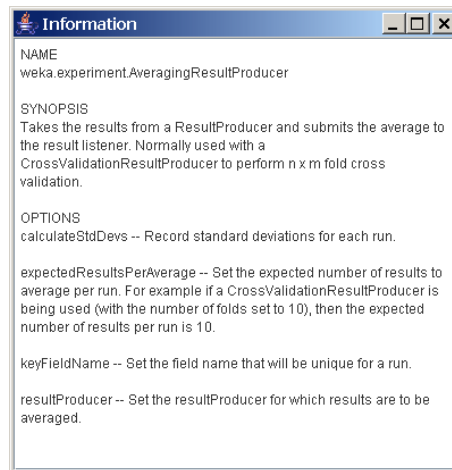 Information
NAME
weka.experiment.AveragingResultProducer
SYNOPSIS
Takes the results from a ResultProducer and submits the average to
the result listener. Normally used with a
CrossValidationResultProducer to perform n x m fold cross
validation.
OPTIONS
calculateStdDevs -- Record standard deviations for each run.
expectedResultsPerAverage -- Set the expected number of results to
average per run. For example if a CrossValidationResultProducer is
being used (with the number of folds set to 10), then the expected
number of results per run is 10.
keyFieldName -- Set the field name that will be unique for a run.
resultProducer -- Set the resultProducer for which results are to be
averaged.